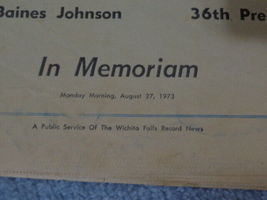 Baines Johnson 36th Pre
In Memoriam
Monday Morning, August 27, 1973
A Public Service Of The Wichita Falls Record News